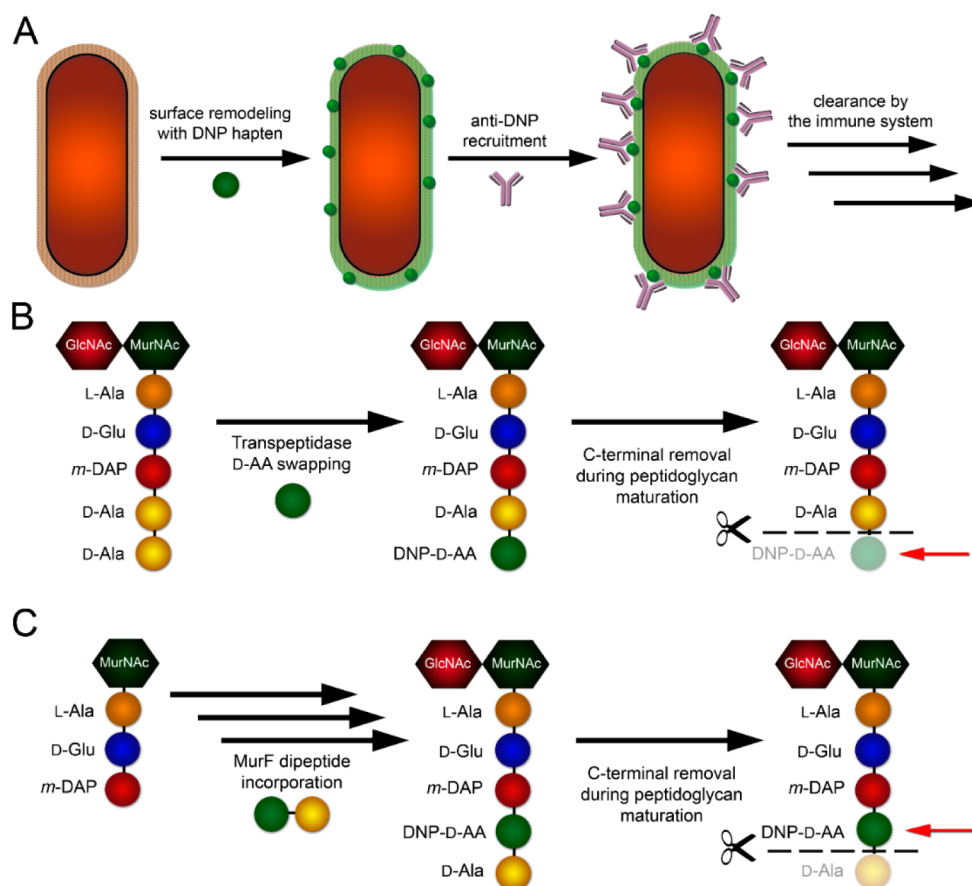 A
surface remodeling
with DNP hapten
anti-DNP
recruitment
clearance by
the immune system
B
GlcNAc MurNAc
L-Ala
D-Glu
m-DAP
D-Ala
D-Ala
Transpeptidase
D-AA swapping
GlcNAc MurNAc
L-Ala
D-Glu
m-DAP
D-Ala
DNP-D-AA
C-terminal removal
during peptidoglycan
maturation
GlcNAc MurNAc
L-Ala
D-Glu
m-DAP
D-Ala
DNP-D-AA
C
MurNAc
L-Ala
D-Glu
m-DAP
MurF dipeptide
incorporation
GlcNAc MurNAc
L-Ala
D-Glu
m-DAP
DNP-D-AA
D-Ala
C-terminal removal
during peptidoglycan
maturation
GlcNAc MurNAc
L-Ala
D-Glu
m-DAP
DNP-D-AA
D-Ala